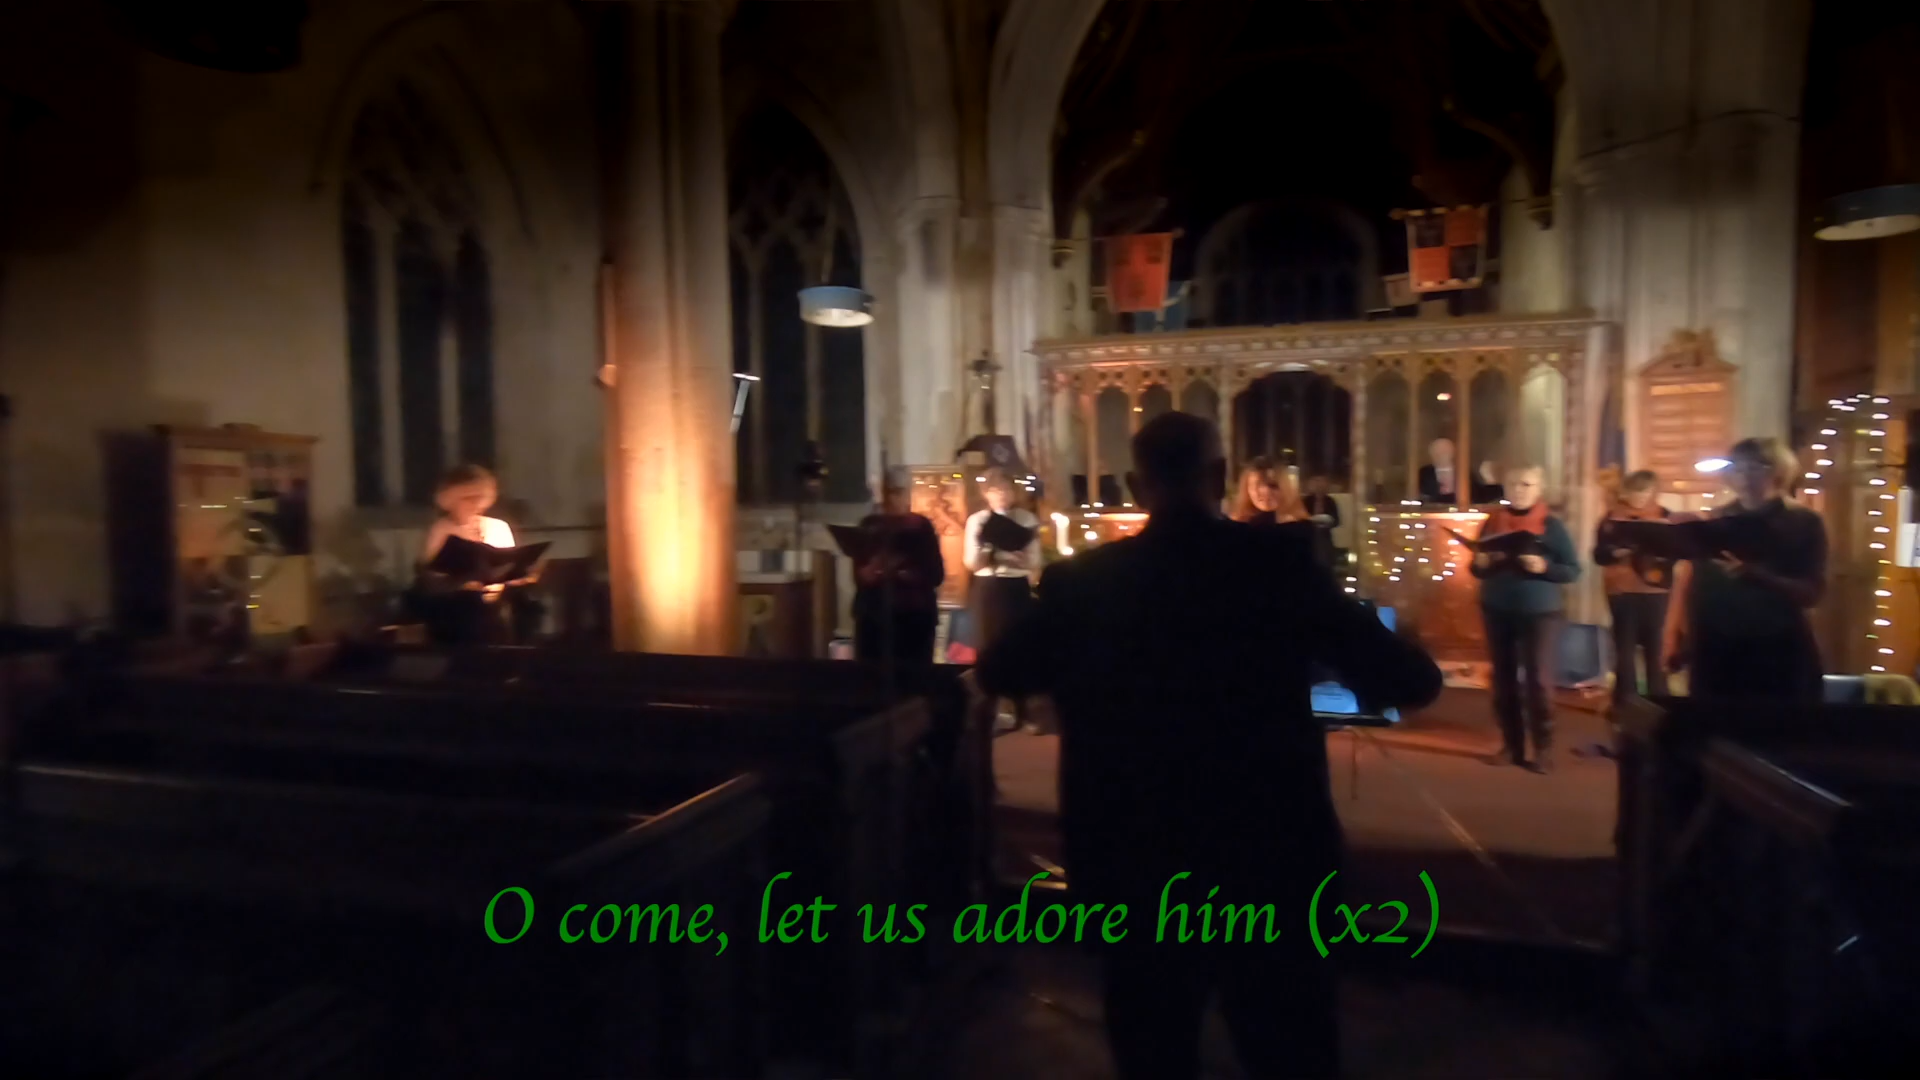 O come, let us adore him (x2)